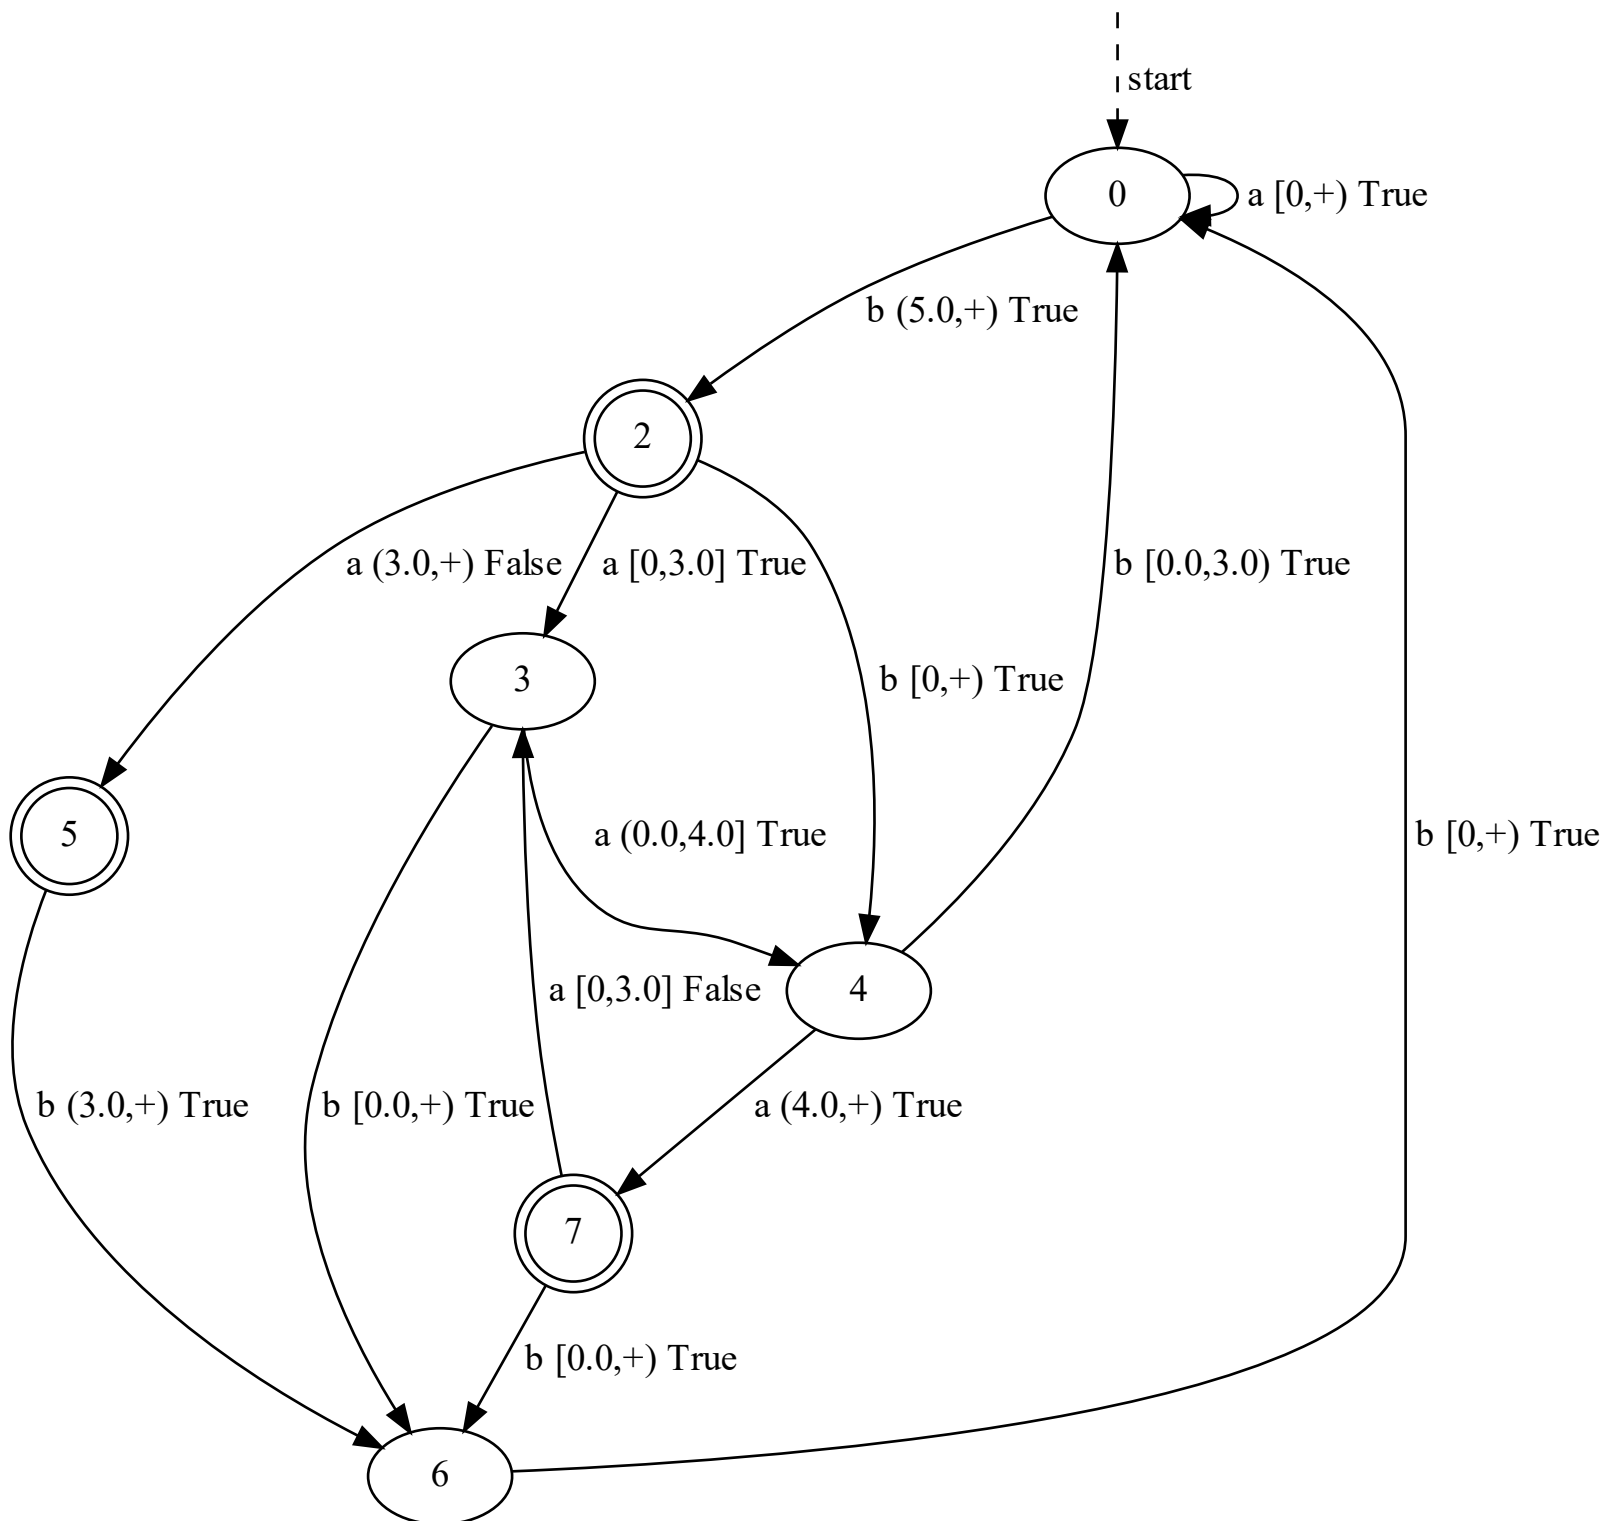 start
0
a [0,+) True
b (5.0,+) True
2
a (3.0,+) False
a [0,3.0] True
b [0.0,3.0) True
3
b [0,+) True
5
a (0.0,4.0] True
b [0,+) True
a [0,3.0] False
4
b (3.0,+) True
b [0.0,+) True
a (4.0,+) True
7
b [0.0,+) True
6